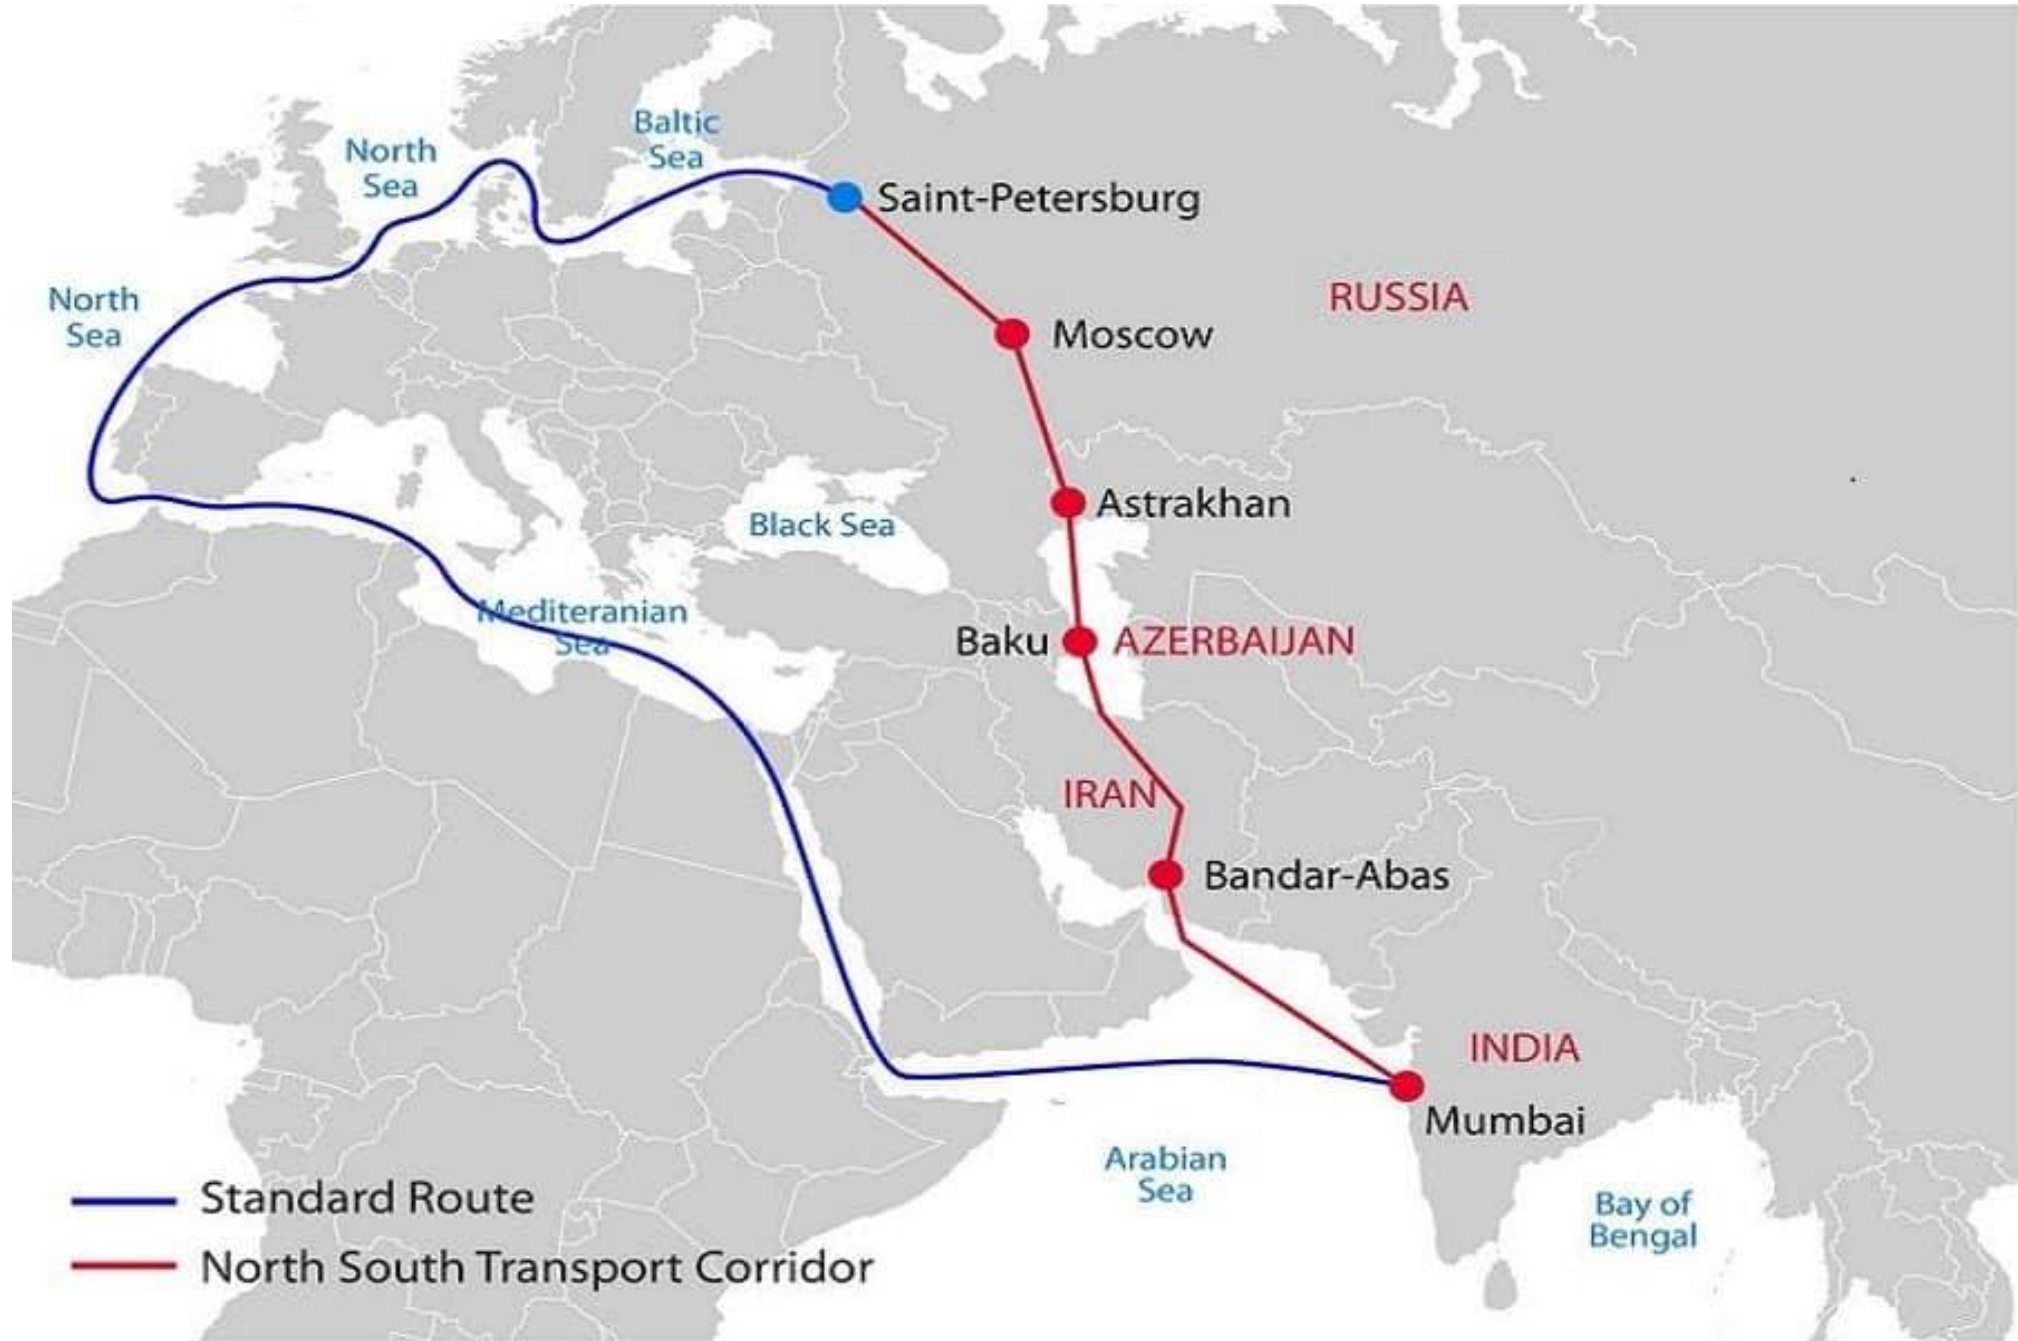 Baltic
Sea
North
Sea
Saint-Petersburg
North
Sea
RUSSIA
Moscow
Astrakhan
Black Sea
Mediteranian
Sea
Baku
AZERBAIJAN
IRAN
Bandar-Abas
INDIA
Mumbai
Arabian
Sea
Bay of
Bengal
Standard Route
North South Transport Corridor